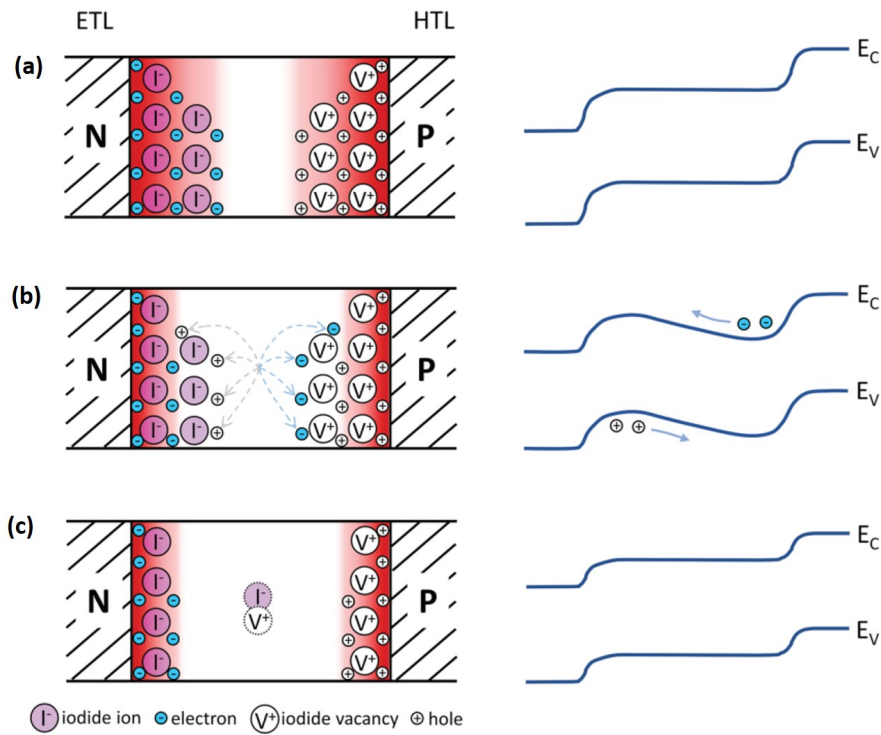 ETL HTL
(a)
N I⁻ I⁻ I⁻ I⁻ I⁻ I⁻ I⁻ V⁺ V⁺ V⁺ V⁺ V⁺ V⁺ V⁺ P
E_C
E_V
(b)
N I⁻ I⁻ I⁻ I⁻ I⁻ I⁻ I⁻ V⁺ V⁺ V⁺ V⁺ V⁺ V⁺ V⁺ P
E_C
E_V
(c)
N I⁻ I⁻ I⁻ I⁻ I⁻ V⁺ V⁺ V⁺ V⁺ V⁺ P
E_C
E_V
I⁻ iodide ion - electron V⁺ iodide vacancy + hole